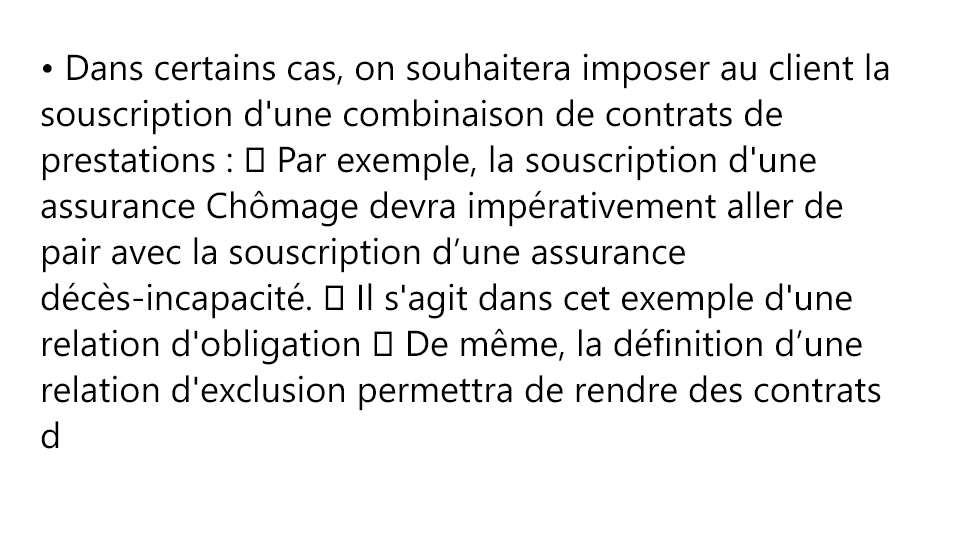 • Dans certains cas, on souhaitera imposer au client la
souscription d'une combinaison de contrats de
prestations :  Par exemple, la souscription d'une
assurance Chômage devra impérativement aller de
pair avec la souscription d’une assurance
décès-incapacité.  Il s'agit dans cet exemple d'une
relation d'obligation  De même, la définition d’une
relation d'exclusion permettra de rendre des contrats
d